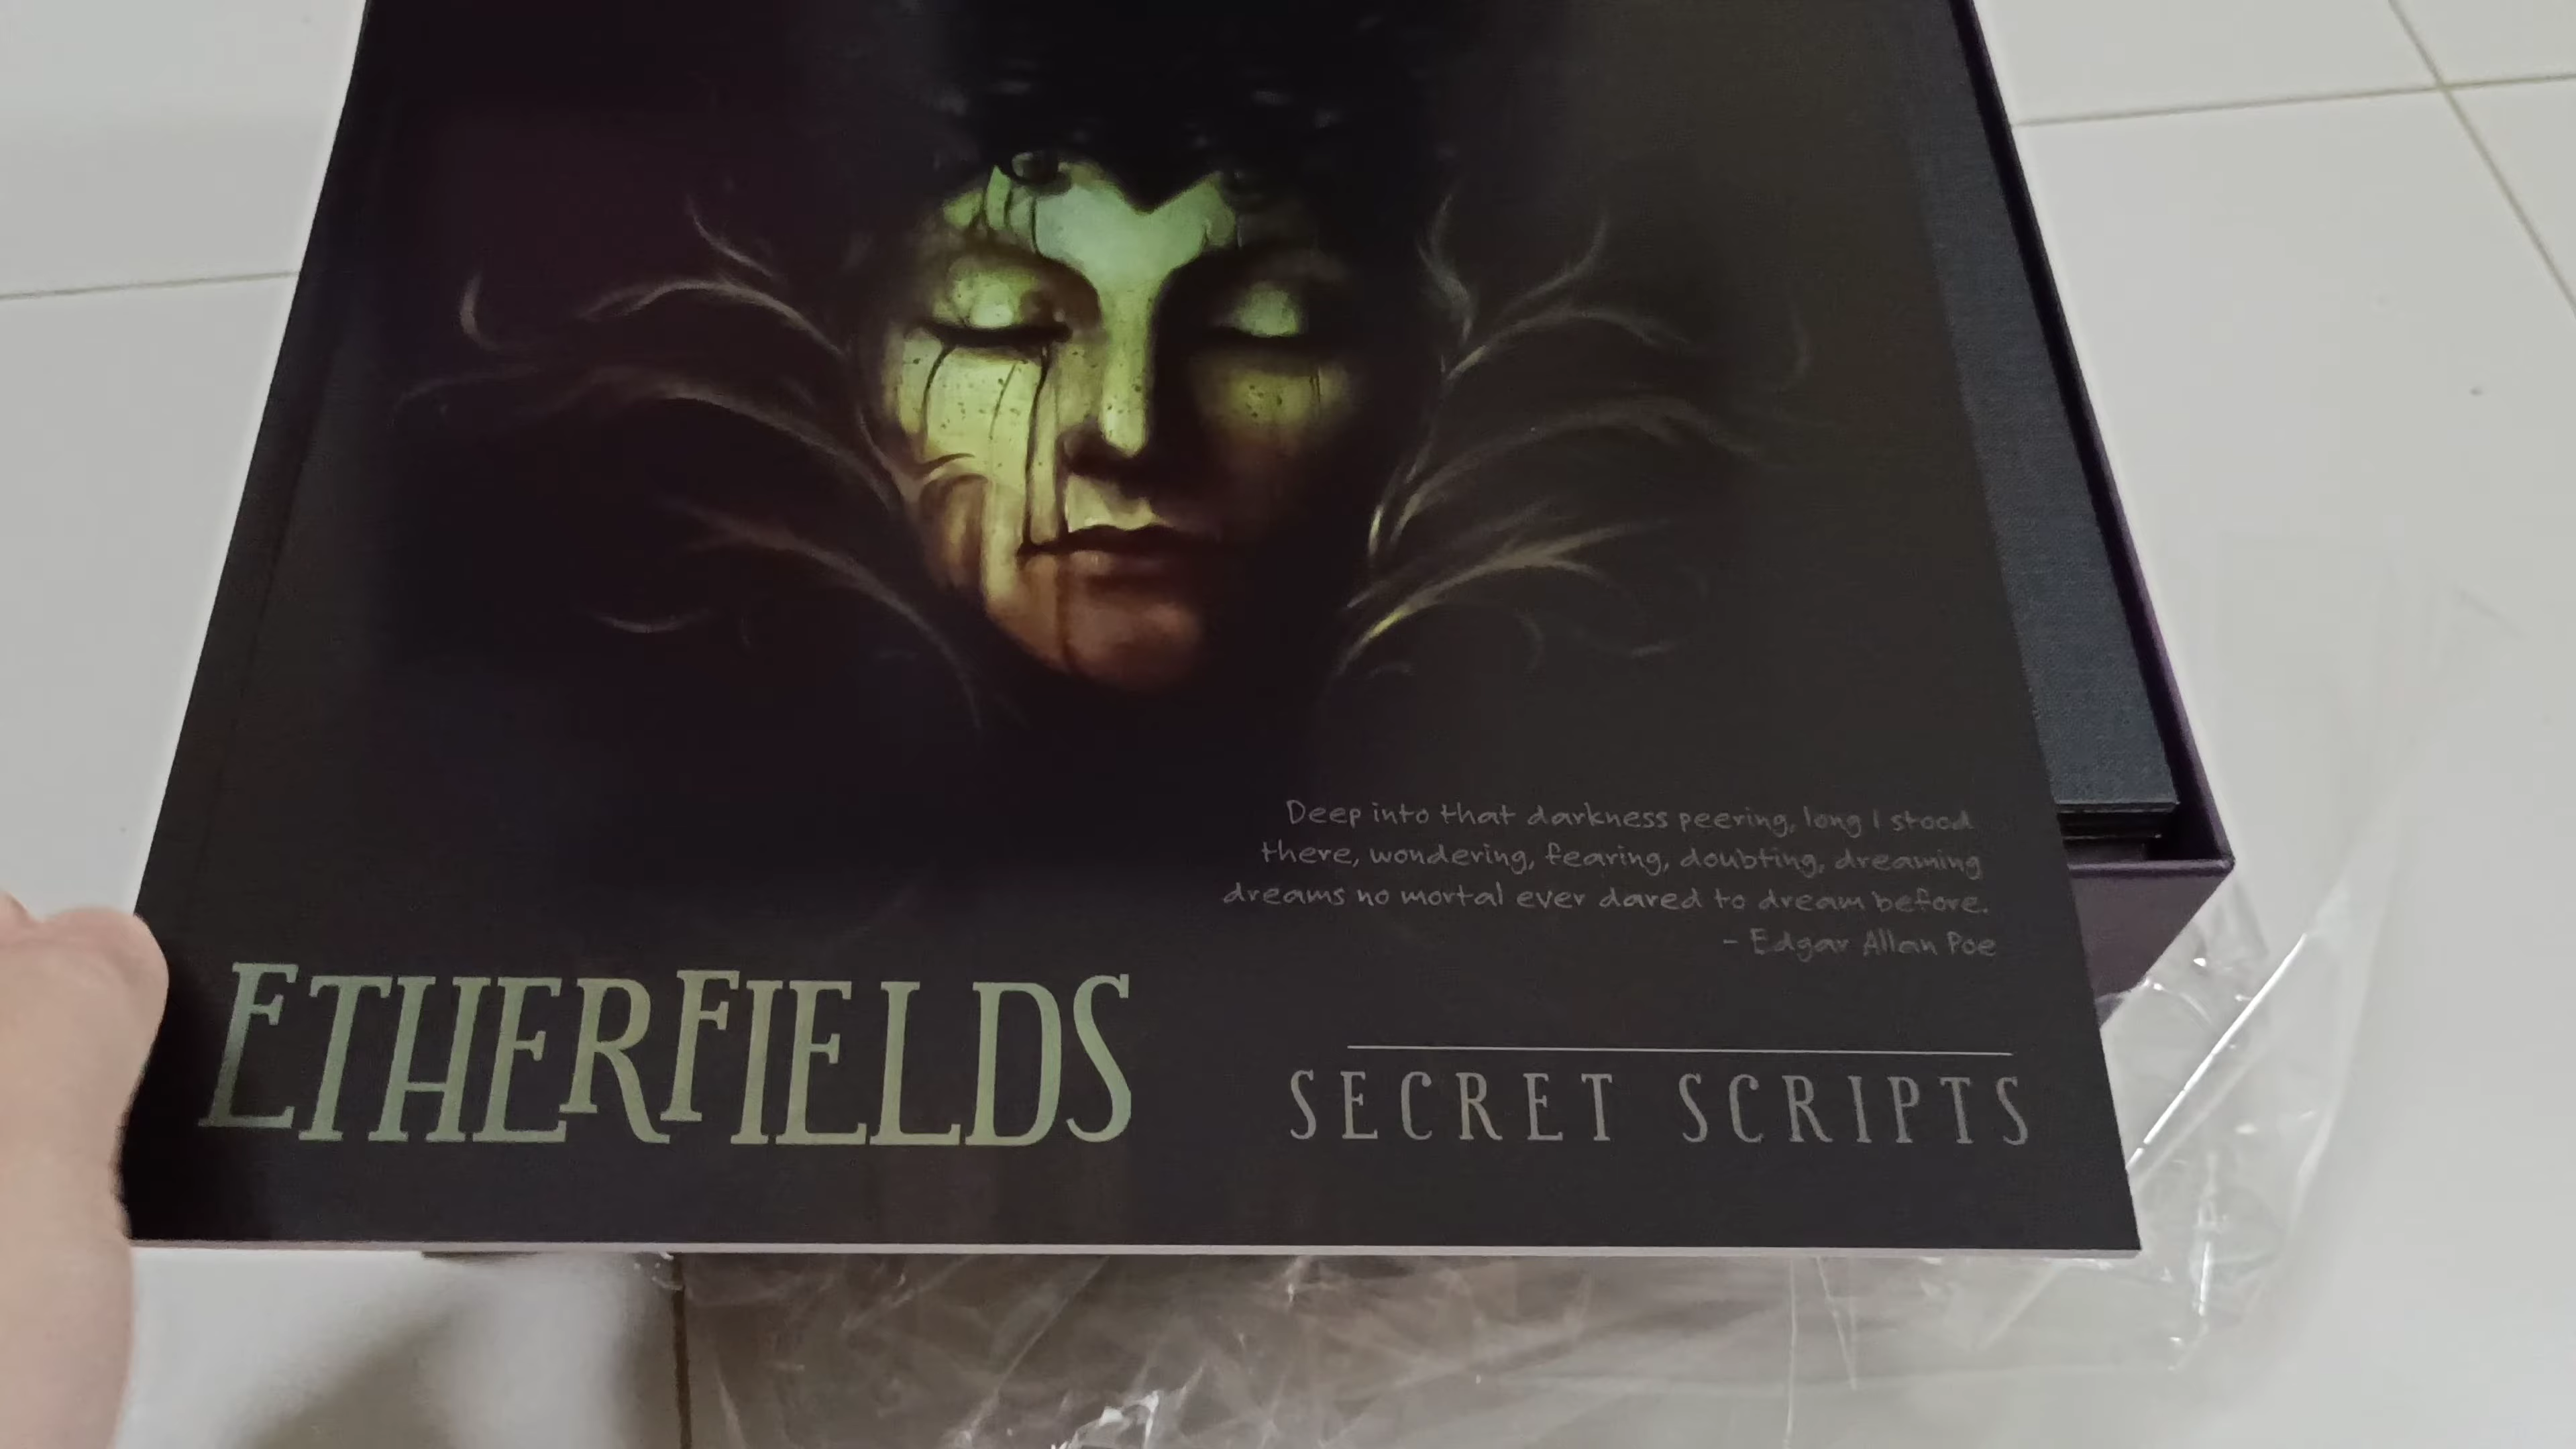 Deep into that darkness peering, long I stood
there, wondering, fearing, doubting, dreaming
dreams no mortal ever dared to dream before.
- Edgar Allan Poe
ETHERFIELDS
SECRET SCRIPTS